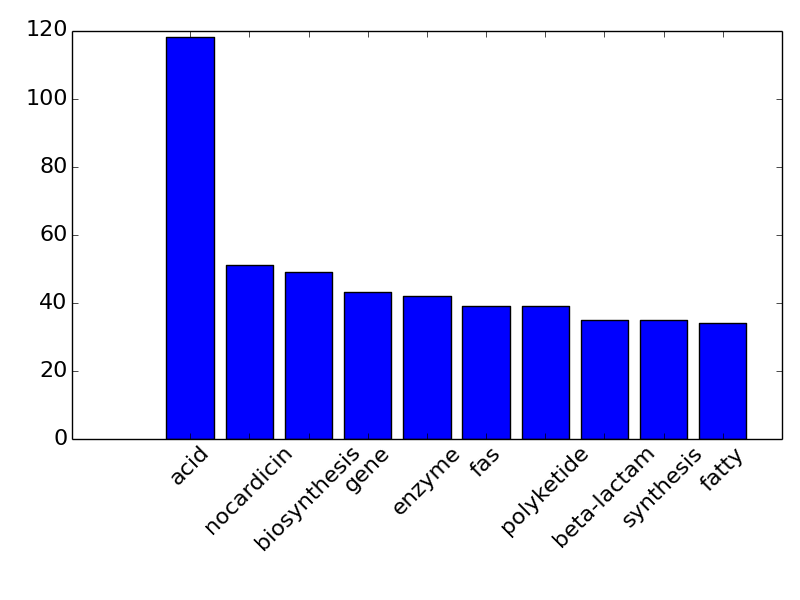 120
100
80
60
40
20
0
acid
nocardicin
biosynthesis
gene
enzyme
fas
polyketide
beta-lactam
synthesis
fatty